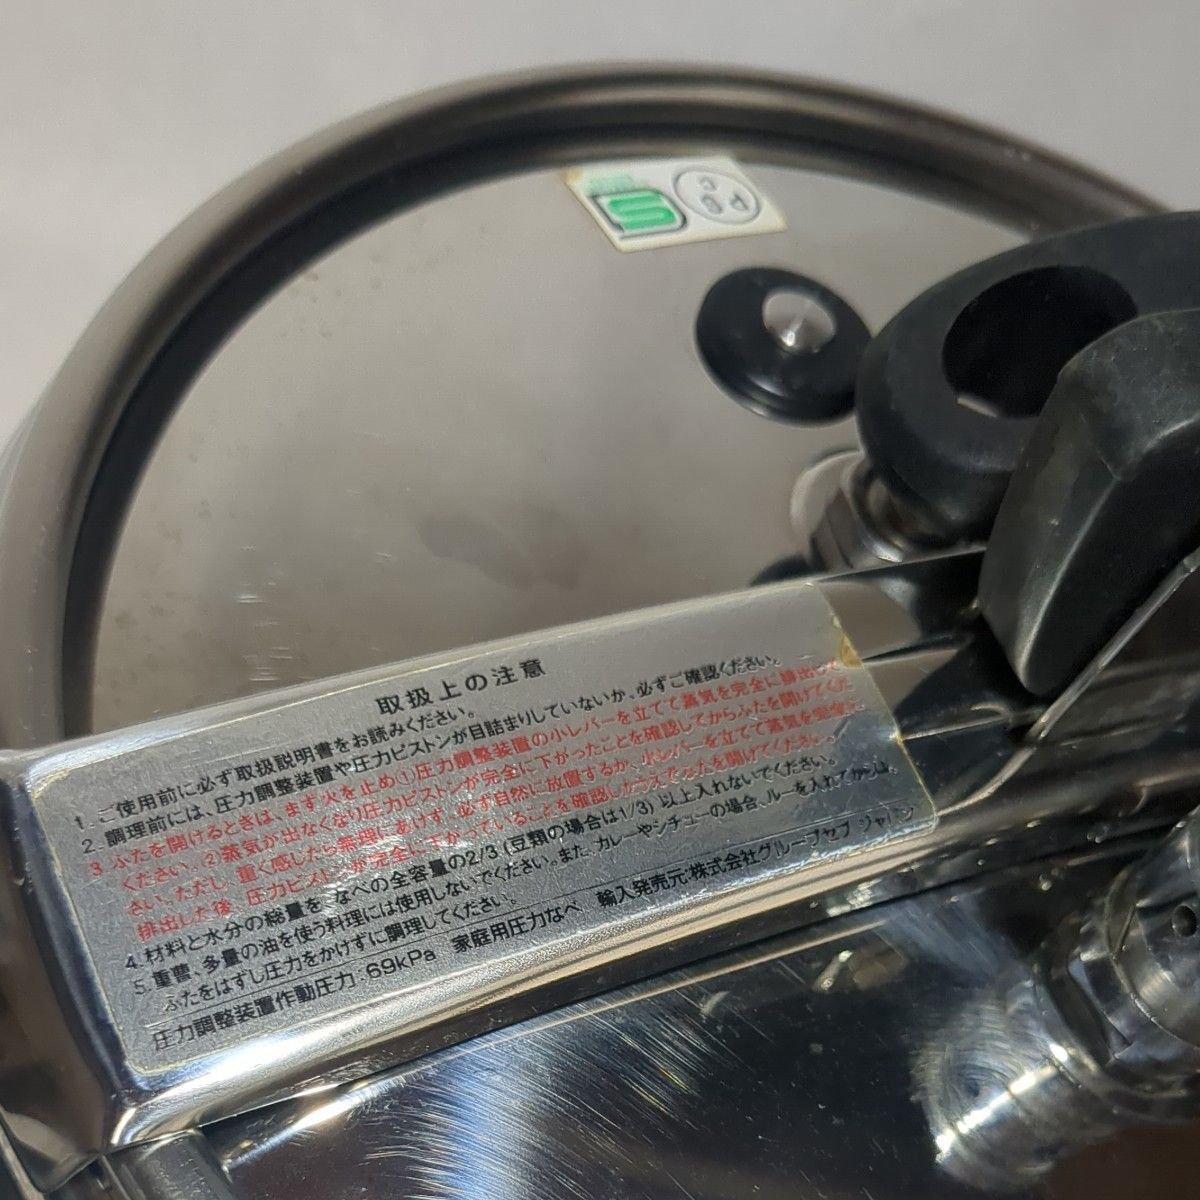 PS
C
S
取扱上の注意
1. ご使用前に必ず取扱説明書をお読みください。
2. 調理前には、圧力調整装置や圧力ピストンが目詰まりしていないか。必ずご確認ください。
3 ふたを開けるときは、まず火を止め①圧力調整装置の小レバーを立てて蒸気を完全に排出して
ください。②蒸気が出なくなり圧力ピストンが完全に下がったことを確認してからふたを開けてくだ
さい。ただし、重く感じたら無理にあけず、必ず自然に放置するか、小レバーを立てて蒸気を完全に
排出した後、圧力ピストンが完全に下がっていることを確認しかつふたを開けてください。
4. 材料と水分の総量を、なべの全容量の2/3(豆類の場合は1/3)以上入れないでください。
5. 重曹、多量の油を使う料理には使用しないでください。また、カレーやシチューの場合、ルーを入れてからは、
ふたをはずし圧力をかけずに調理してください。
圧力調整装置作動圧力:69kPa 家庭用圧力なべ 輸入発売元:株式会社グループセブ ジャパン